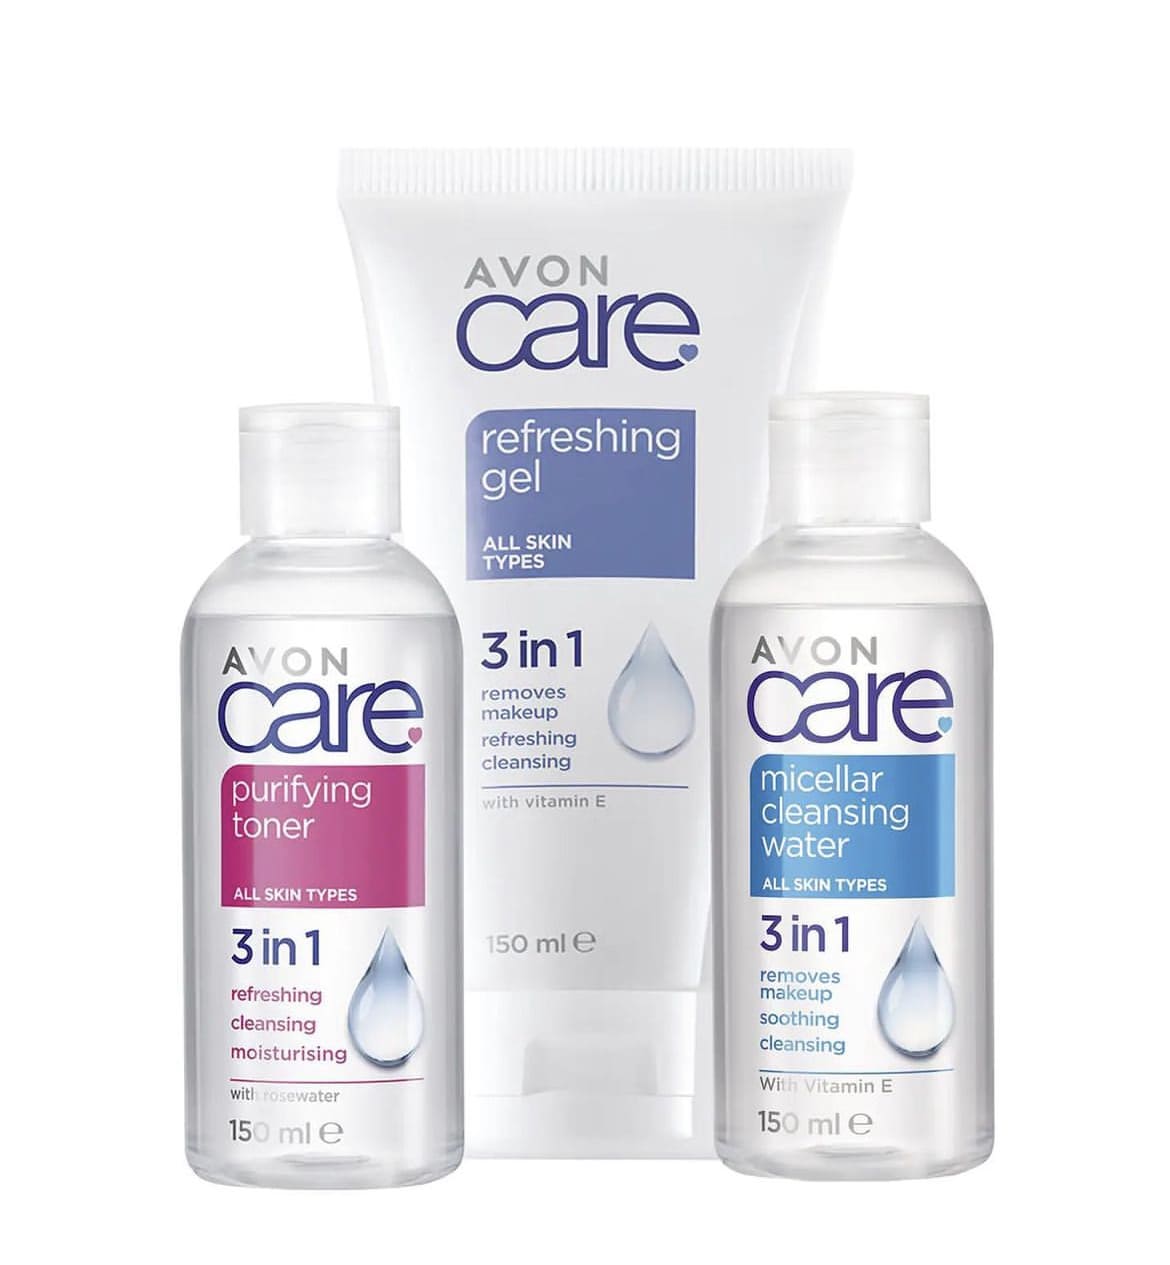 AVON
care
refreshing
gel
ALL SKIN
TYPES
3 in 1
removes
makeup
refreshing
cleansing
with vitamin E
150 ml e
AVON
care
purifying
toner
ALL SKIN TYPES
3 in 1
refreshing
cleansing
moisturising
with rosewater
150 ml e
AVON
care
micellar
cleansing
water
ALL SKIN TYPES
3 in 1
removes
makeup
soothing
cleansing
With Vitamin E
150 ml e